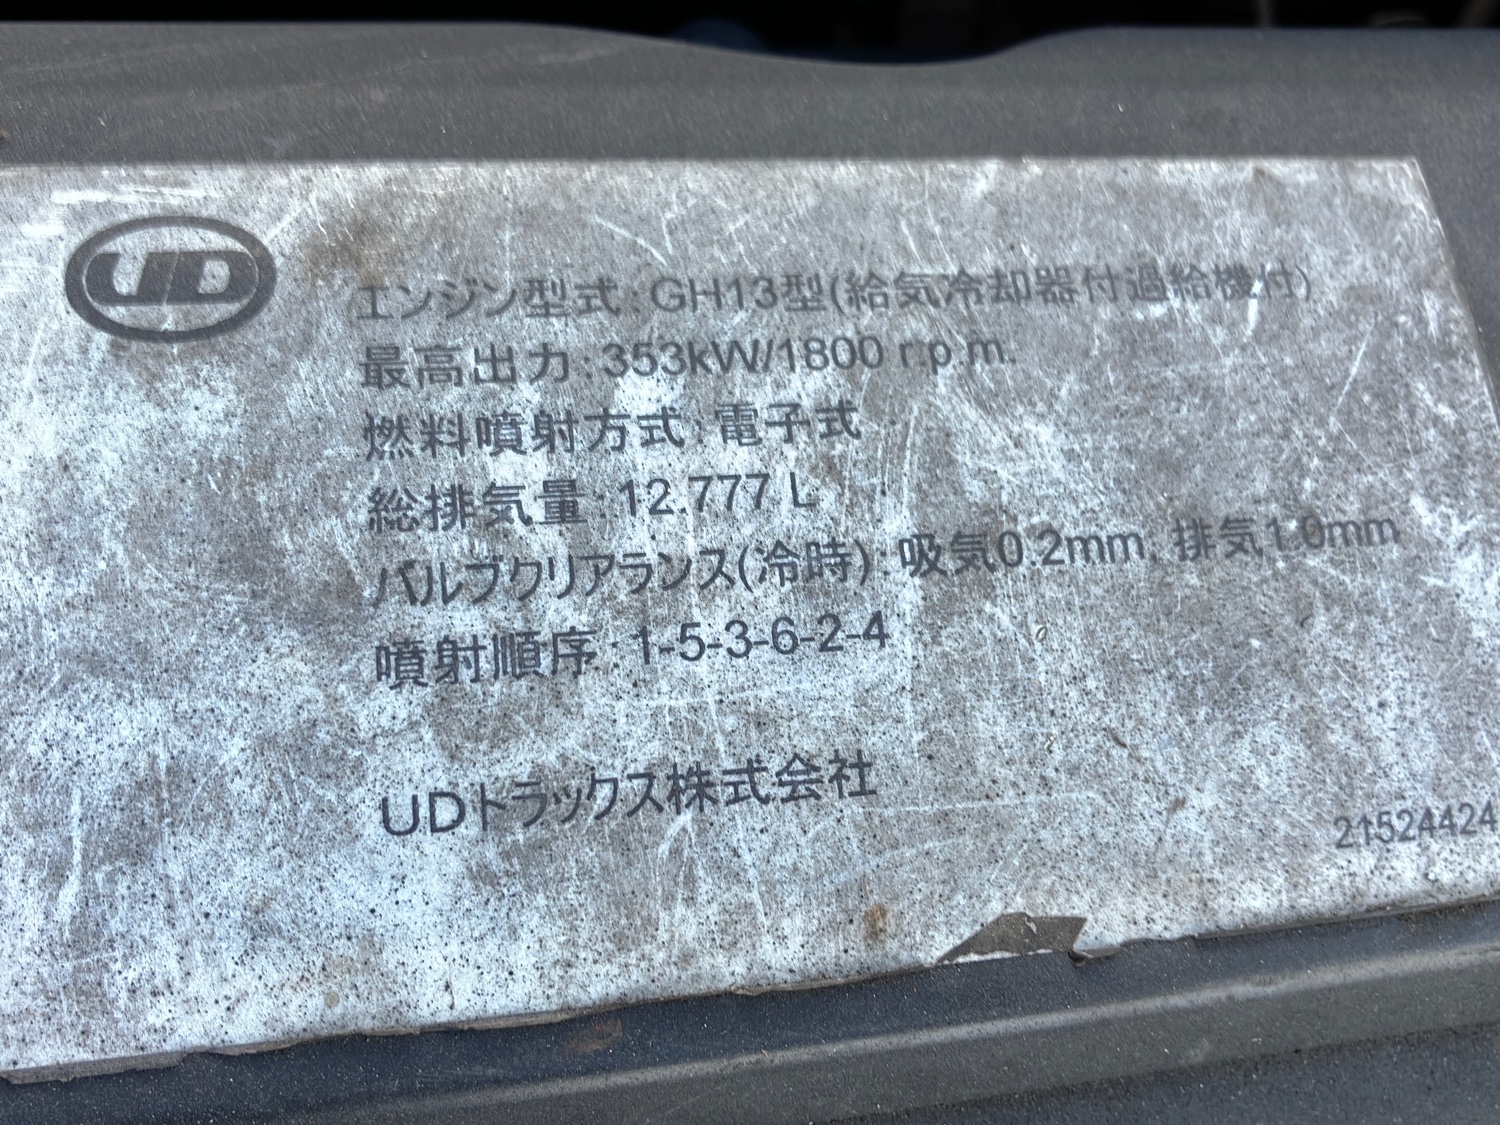 UD
エンジン型式:GH13型(給気冷却器付過給機付)
最高出力:353kW/1800 r.p.m.
燃料噴射方式:電子式
総排気量:12.777 L
バルブクリアランス(冷時):吸気0.2mm, 排気1.0mm
噴射順序:1-5-3-6-2-4
UDトラックス株式会社
21524424